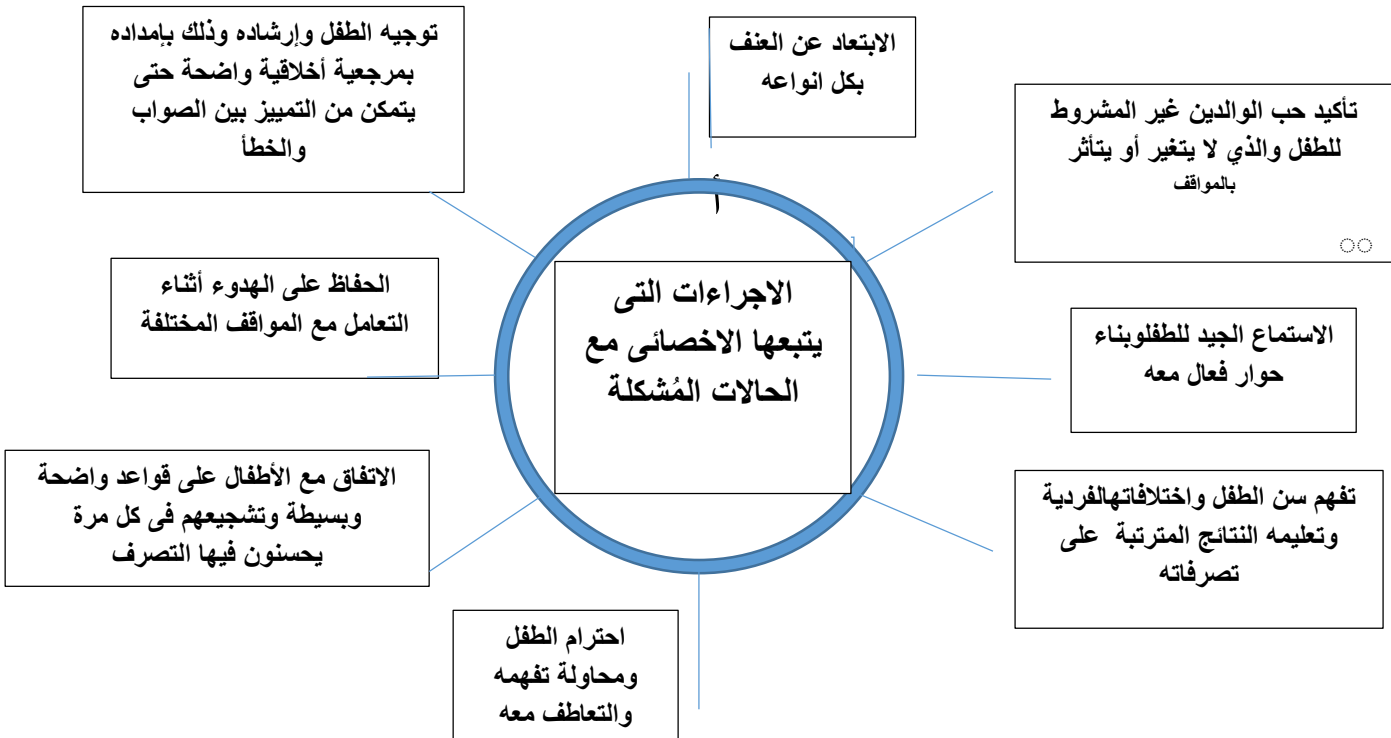 الابتعاد عن العنف
بكل انواعه
تأكيد حب الوالدين غير المشروط
للطفل والذي لا يتغير أو يتأثر
بالمواقف
الاستماع الجيد للطفلوبناء
حوار فعال معه
تفهم سن الطفل واختلافاتهالفردية
وتعليمه النتائج المترتبة على
تصرفاته
احترام الطفل
ومحاولة تفهمه
والتعاطف معه
الاتفاق مع الأطفال على قواعد واضحة
وبسيطة وتشجيعهم فى كل مرة
يحسنون فيها التصرف
الحفاظ على الهدوء أثناء
التعامل مع المواقف المختلفة
توجيه الطفل وإرشاده وذلك بإمداده
بمرجعية أخلاقية واضحة حتى
يتمكن من التمييز بين الصواب
والخطأ
أ
الاجراءات التى
يتبعها الاخصائى مع
الحالات المُشكلة